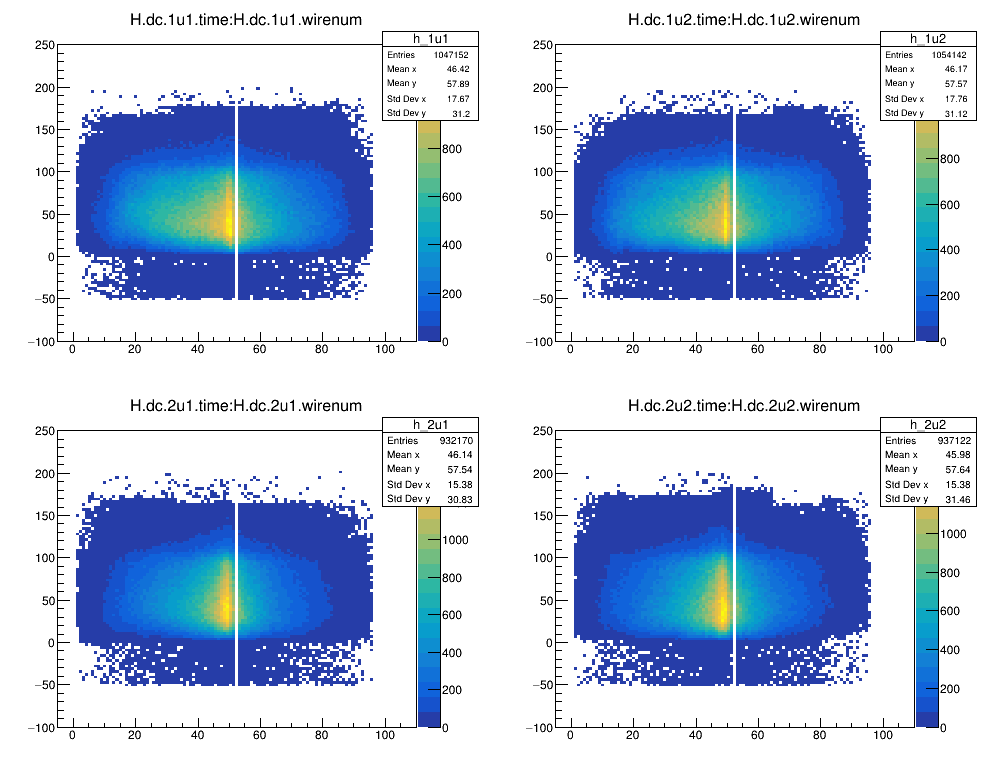 H.dc.1u1.time:H.dc.1u1.wirenum
h_1u1
Entries 1047152
Mean x 46.42
Mean y 57.89
Std Dev x 17.67
Std Dev y 31.2
250
200
150
100
50
0
−50
−100
0 20 40 60 80 100
800
600
400
200
0
H.dc.1u2.time:H.dc.1u2.wirenum
h_1u2
Entries 1054142
Mean x 46.17
Mean y 57.57
Std Dev x 17.76
Std Dev y 31.12
250
200
150
100
50
0
−50
−100
0 20 40 60 80 100
800
600
400
200
0
H.dc.2u1.time:H.dc.2u1.wirenum
h_2u1
Entries 932170
Mean x 46.14
Mean y 57.54
Std Dev x 15.38
Std Dev y 30.83
250
200
150
100
50
0
−50
−100
0 20 40 60 80 100
1000
800
600
400
200
0
H.dc.2u2.time:H.dc.2u2.wirenum
h_2u2
Entries 937122
Mean x 45.98
Mean y 57.64
Std Dev x 15.38
Std Dev y 31.46
250
200
150
100
50
0
−50
−100
0 20 40 60 80 100
1000
800
600
400
200
0